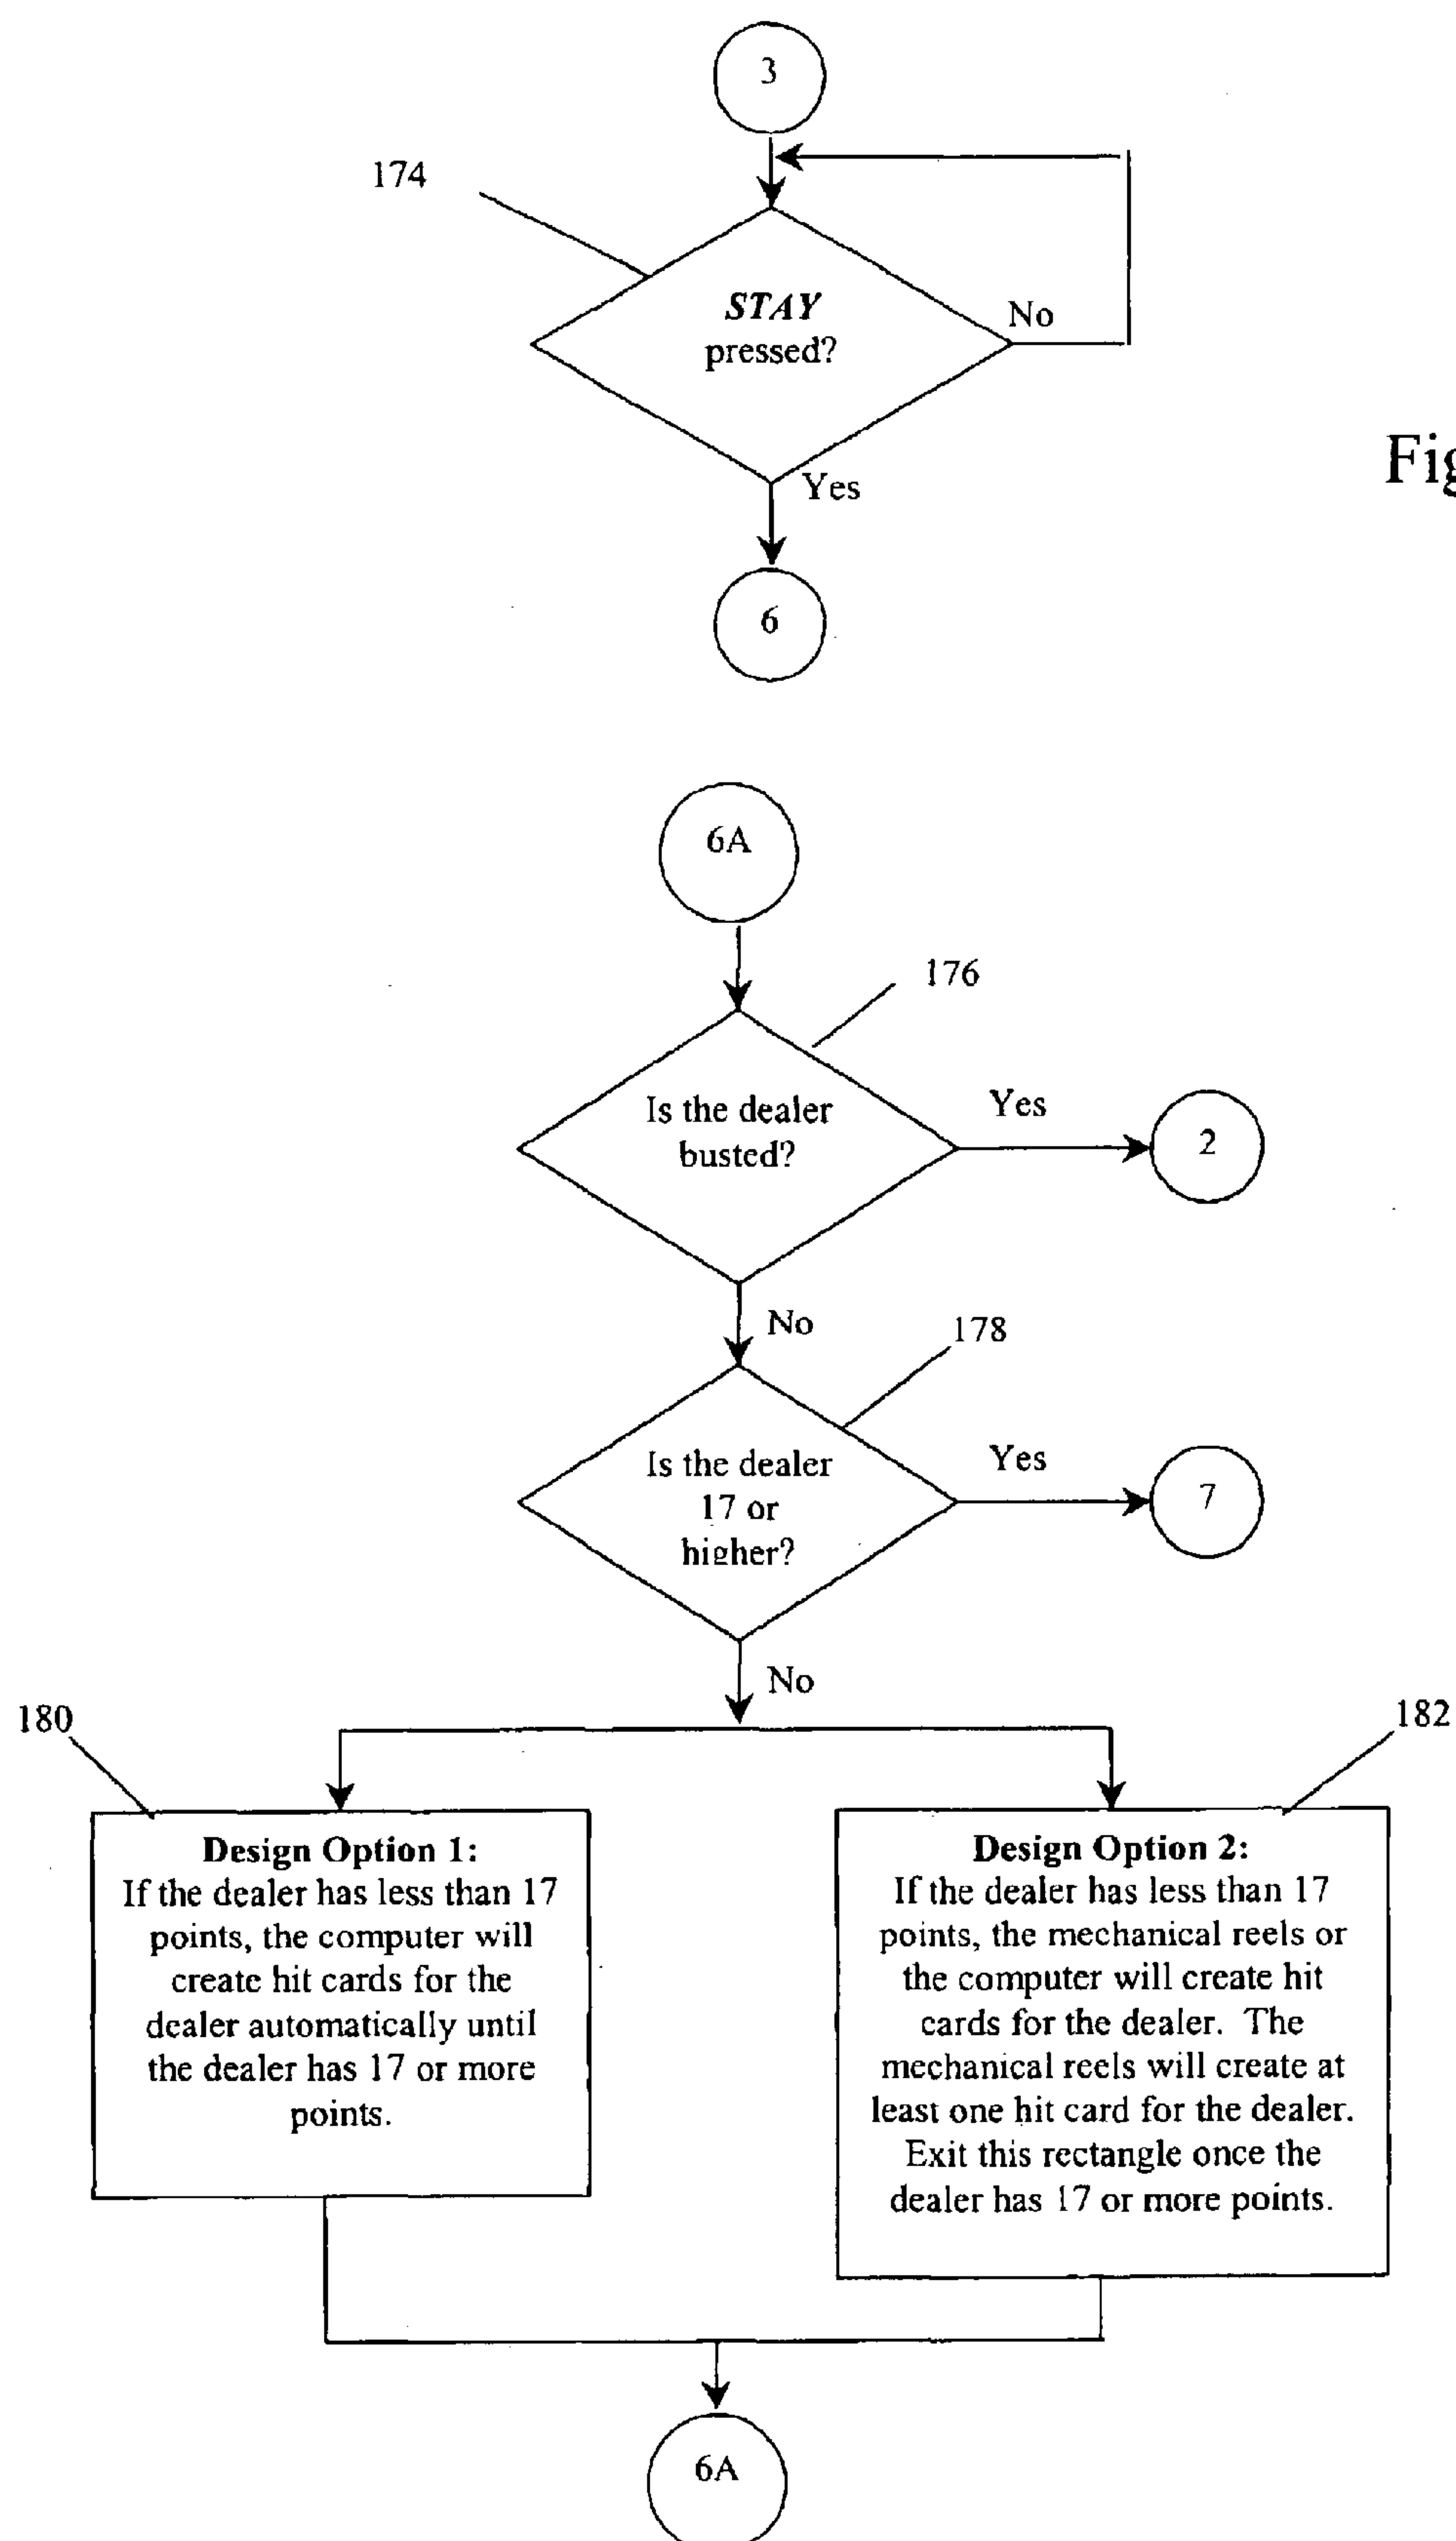 3
174
STAY
pressed?
No
Fig
Yes
6
6A
176
Is the dealer
busted?
Yes
2
No
178
Is the dealer
17 or
higher?
Yes
7
No
180
182
Design Option 1:
If the dealer has less than 17
points, the computer will
create hit cards for the
dealer automatically until
the dealer has 17 or more
points.
Design Option 2:
If the dealer has less than 17
points, the mechanical reels or
the computer will create hit
cards for the dealer. The
mechanical reels will create at
least one hit card for the dealer.
Exit this rectangle once the
dealer has 17 or more points.
6A